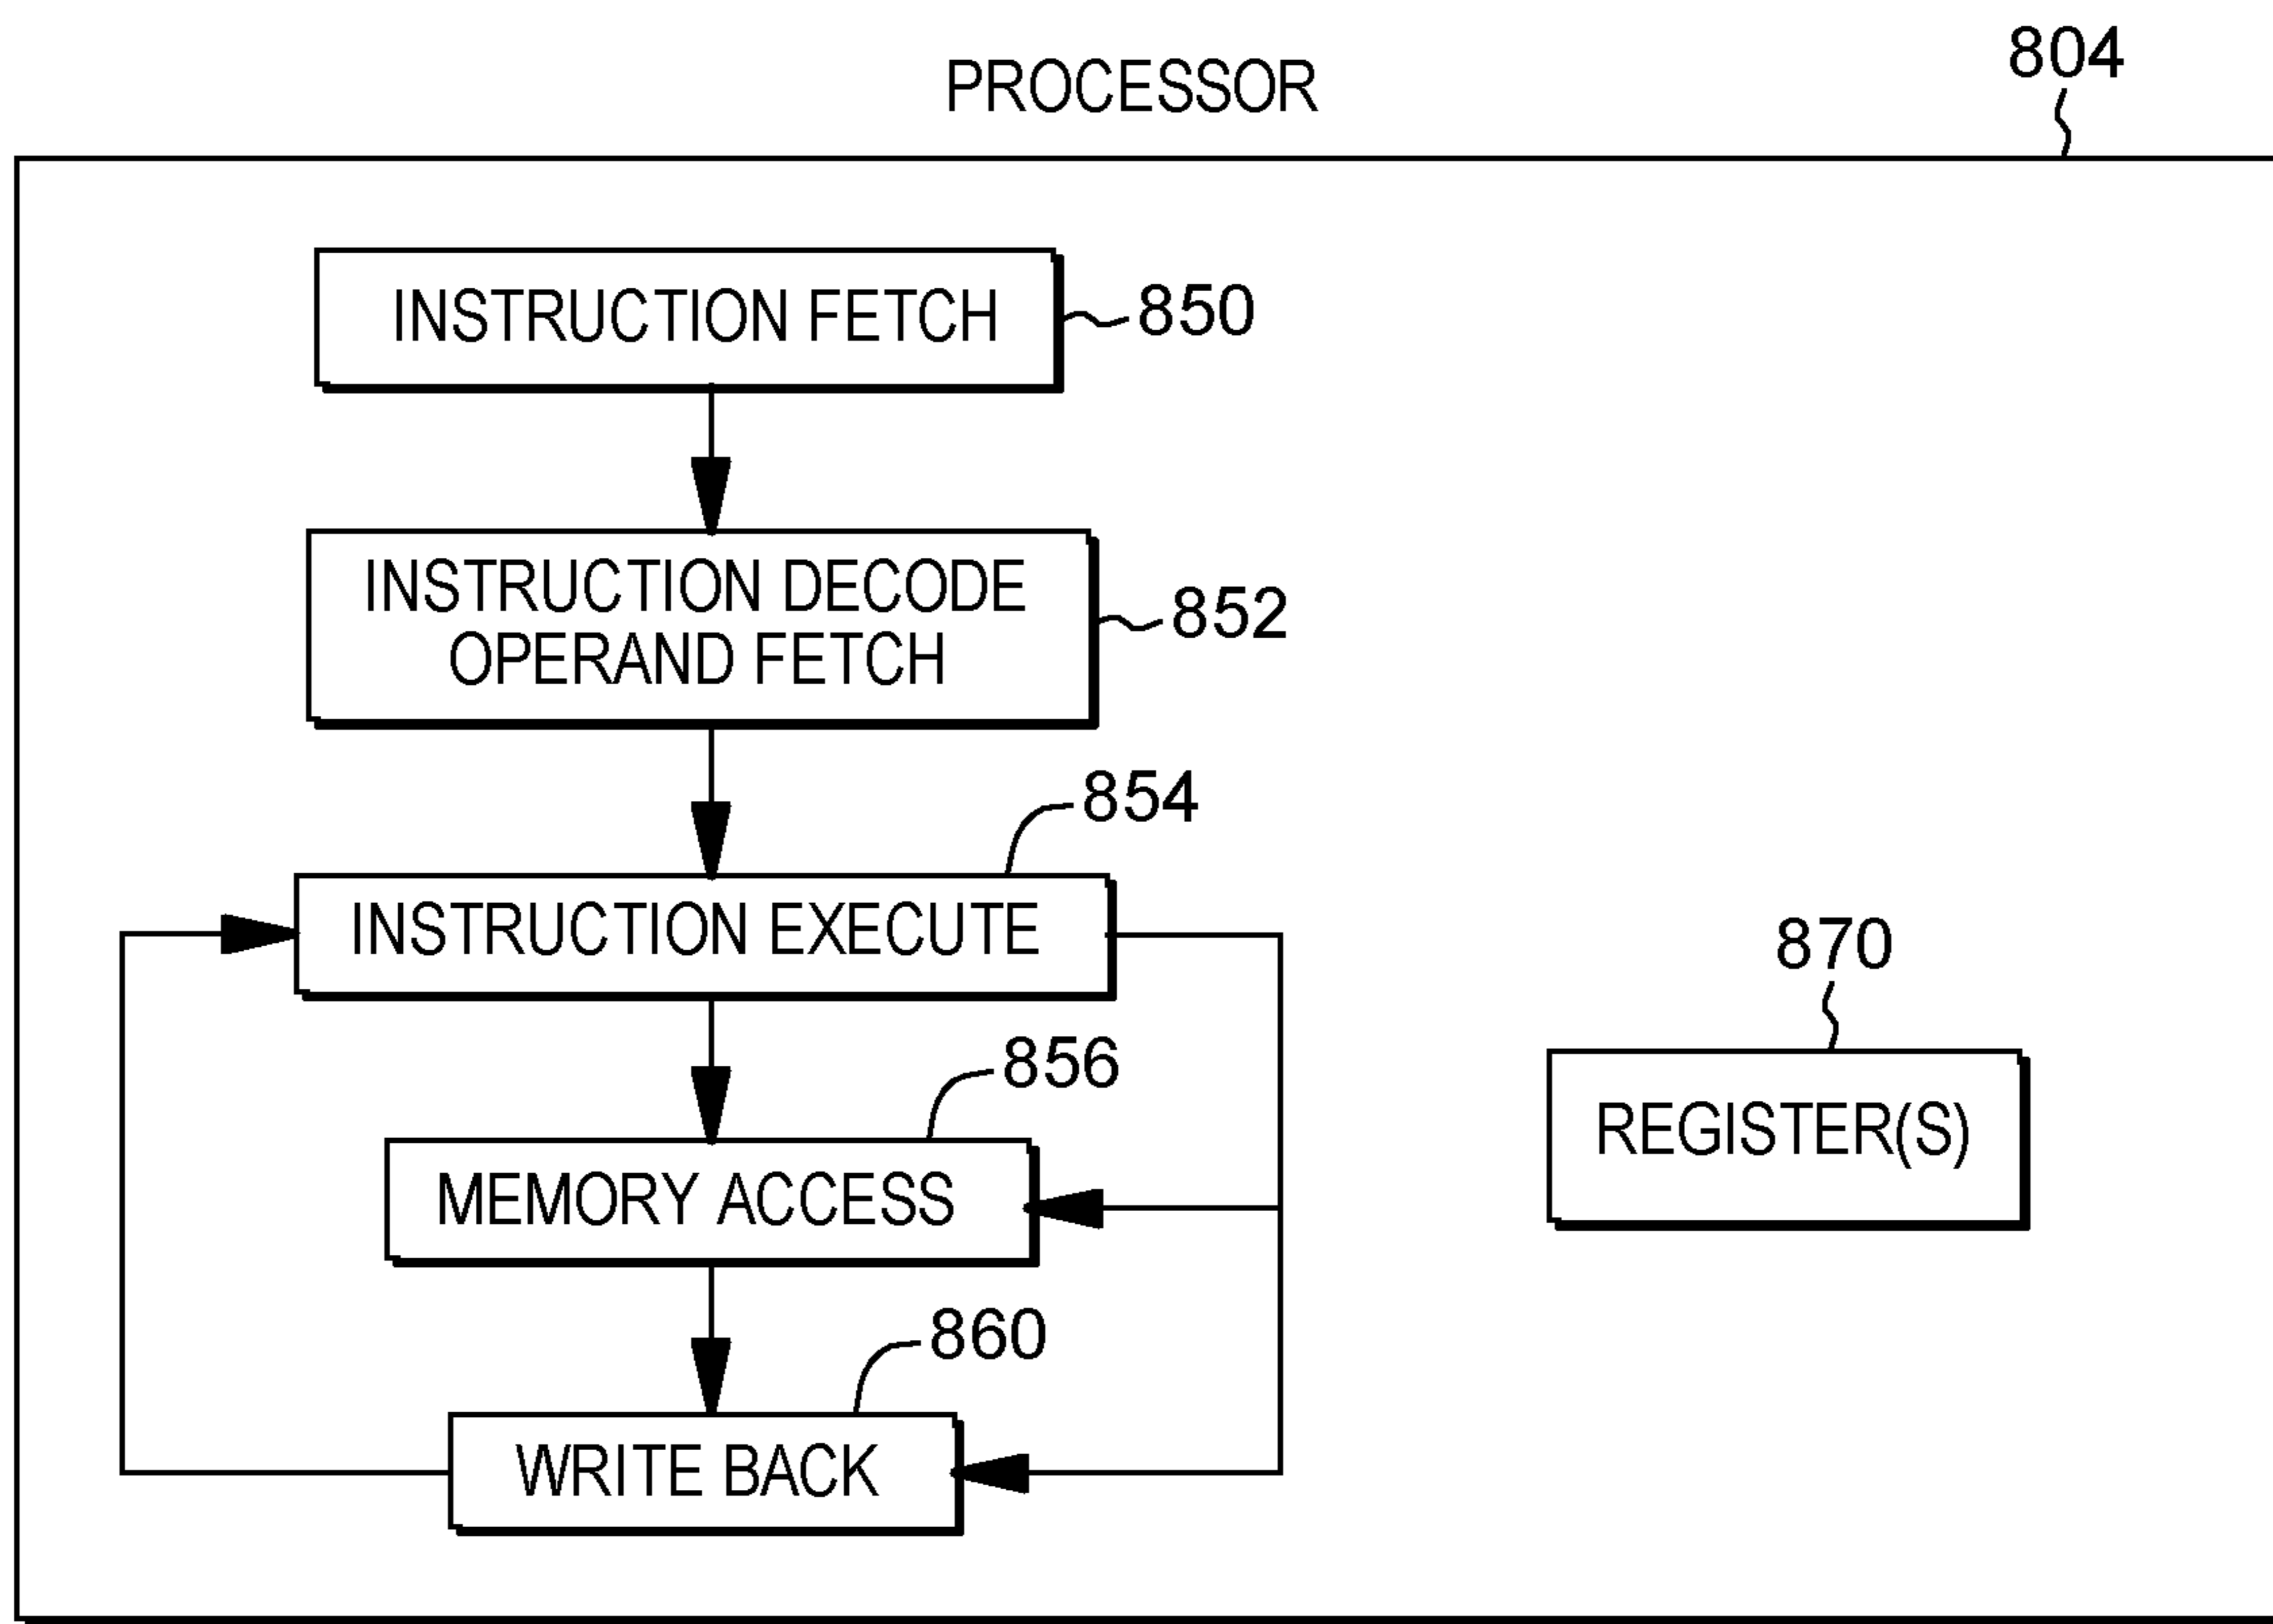 PROCESSOR
804
INSTRUCTION FETCH
850
INSTRUCTION DECODE
OPERAND FETCH
852
854
INSTRUCTION EXECUTE
870
856
REGISTER(S)
MEMORY ACCESS
860
WRITE BACK